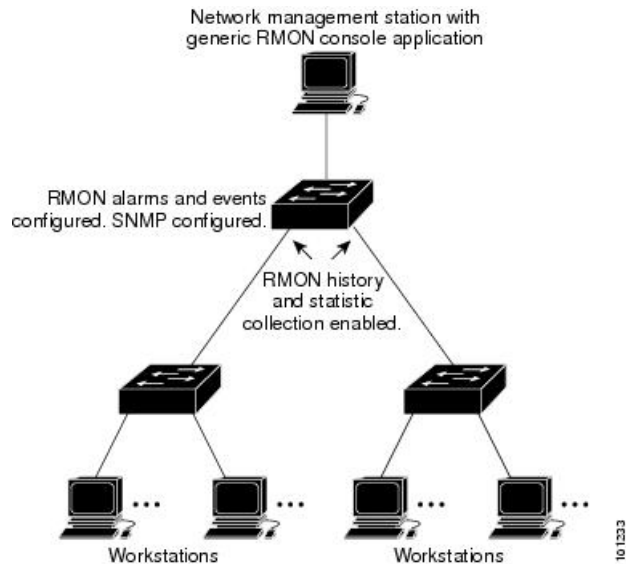 Network management station with
generic RMON console application
RMON alarms and events
configured. SNMP configured.
RMON history
and statistic
collection enabled.
Workstations
Workstations
101233